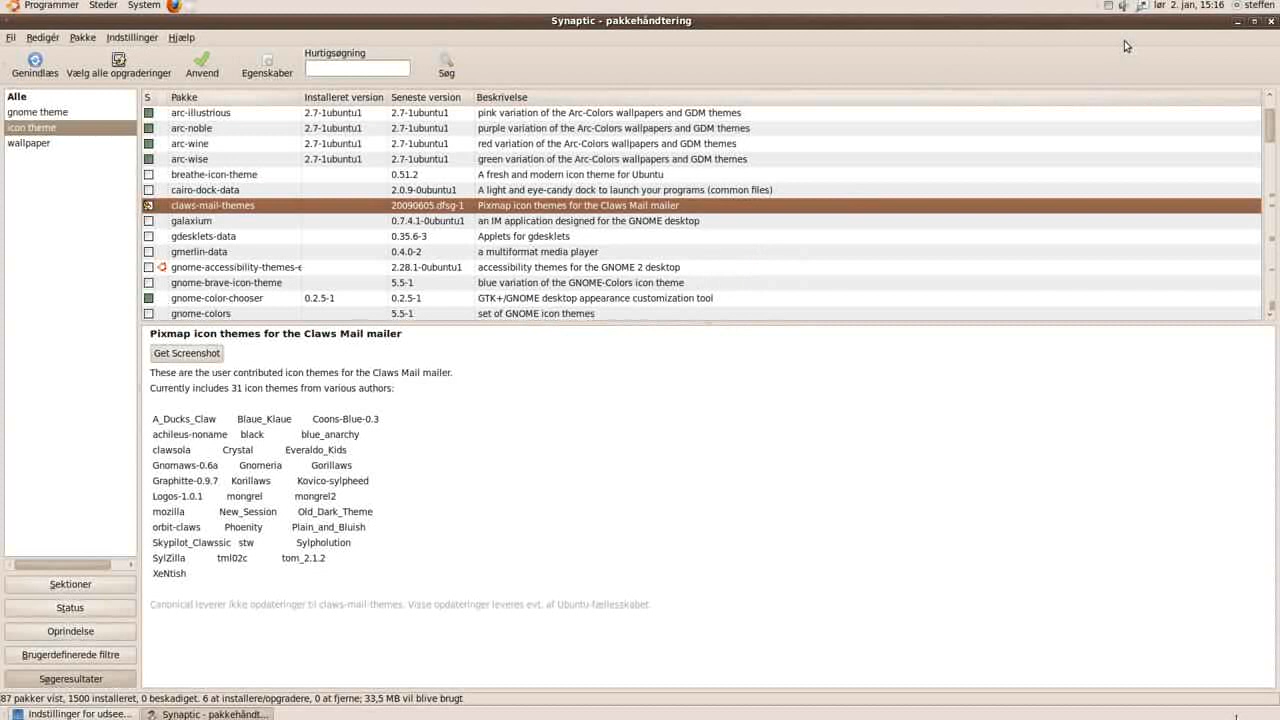 Programmer Steder System lør 2. jan, 15:16 steffen
Synaptic - pakkehåndtering
Fil Redigér Pakke Indstillinger Hjælp
Hurtigsøgning
Genindlæs Vælg alle opgraderinger Anvend Egenskaber Søg
Alle
gnome theme
icon theme
wallpaper
S Pakke Installeret version Seneste version Beskrivelse
arc-illustrious 2.7-1ubuntu1 2.7-1ubuntu1 pink variation of the Arc-Colors wallpapers and GDM themes
arc-noble 2.7-1ubuntu1 2.7-1ubuntu1 purple variation of the Arc-Colors wallpapers and GDM themes
arc-wine 2.7-1ubuntu1 2.7-1ubuntu1 red variation of the Arc-Colors wallpapers and GDM themes
arc-wise 2.7-1ubuntu1 2.7-1ubuntu1 green variation of the Arc-Colors wallpapers and GDM themes
breathe-icon-theme 0.51.2 A fresh and modern icon theme for Ubuntu
cairo-dock-data 2.0.9-0ubuntu1 A light and eye-candy dock to launch your programs (common files)
claws-mail-themes 20090605.dfsg-1 Pixmap icon themes for the Claws Mail mailer
galaxium 0.7.4.1-0ubuntu1 an IM application designed for the GNOME desktop
gdesklets-data 0.35.6-3 Applets for gdesklets
gmerlin-data 0.4.0-2 a multiformat media player
gnome-accessibility-themes-e 2.28.1-0ubuntu1 accessibility themes for the GNOME 2 desktop
gnome-brave-icon-theme 5.5-1 blue variation of the GNOME-Colors icon theme
gnome-color-chooser 0.2.5-1 0.2.5-1 GTK+/GNOME desktop appearance customization tool
gnome-colors 5.5-1 set of GNOME icon themes
Pixmap icon themes for the Claws Mail mailer
Get Screenshot
These are the user contributed icon themes for the Claws Mail mailer.
Currently includes 31 icon themes from various authors:
A_Ducks_Claw Blaue_Klaue Coons-Blue-0.3
achileus-noname black blue_anarchy
clawsola Crystal Everaldo_Kids
Gnomaws-0.6a Gnomeria Gorillaws
Graphitte-0.9.7 Korillaws Kovico-sylpheed
Logos-1.0.1 mongrel mongrel2
mozilla New_Session Old_Dark_Theme
orbit-claws Phoenity Plain_and_Bluish
Skypilot_Clawssic stw Sylpholution
SylZilla tml02c tom_2.1.2
XeNtish
Canonical leverer ikke opdateringer til claws-mail-themes. Visse opdateringer leveres evt. af Ubuntu-fællesskabet.
Sektioner
Status
Oprindelse
Brugerdefinerede filtre
Søgeresultater
87 pakker vist, 1500 installeret, 0 beskadiget. 6 at installere/opgradere, 0 at fjerne; 33,5 MB vil blive brugt
Indstillinger for udsee... Synaptic - pakkehåndt...